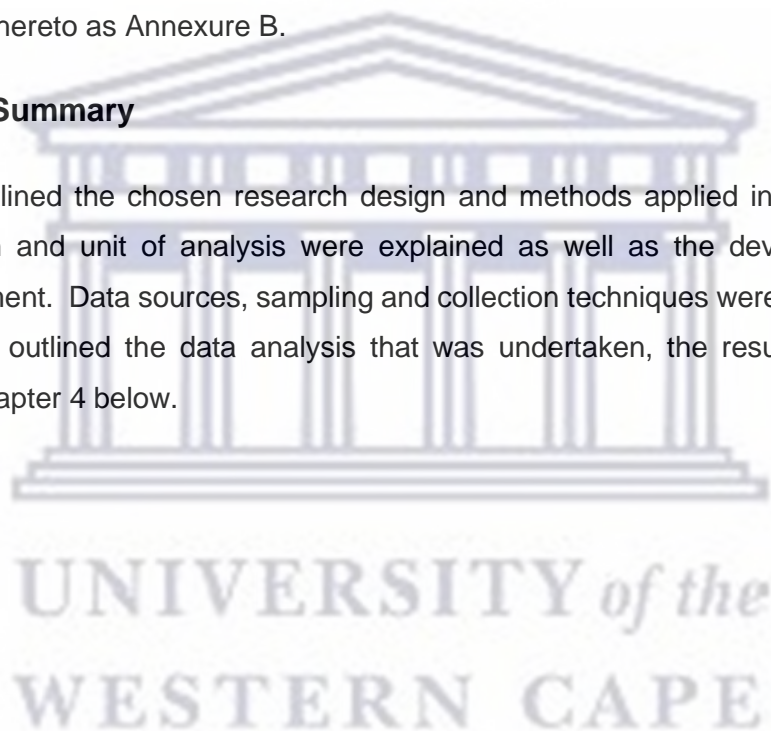 hereto as Annexure B.
Summary
lined the chosen research design and methods applied in
and unit of analysis were explained as well as the dev
ment. Data sources, sampling and collection techniques were
outlined the data analysis that was undertaken, the resu
apter 4 below.
UNIVERSITY of the
WESTERN CAPE